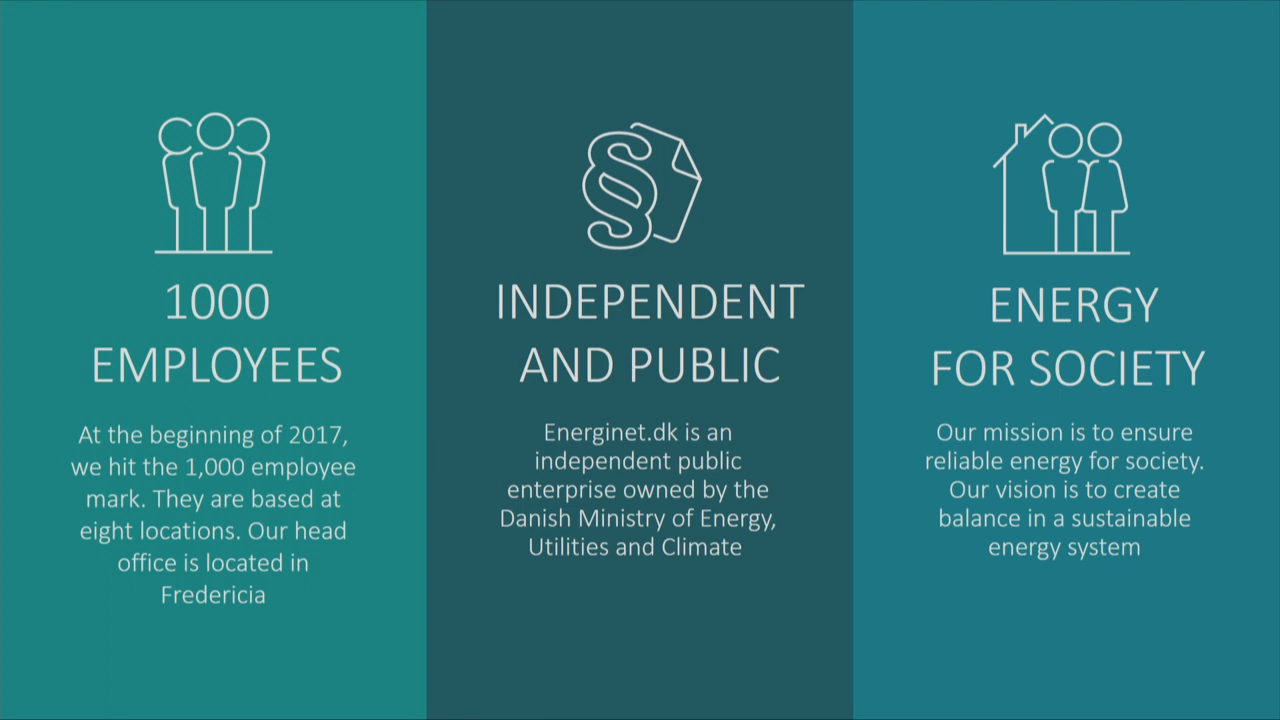 1000
EMPLOYEES
At the beginning of 2017,
we hit the 1,000 employee
mark. They are based at
eight locations. Our head
office is located in
Fredericia
§
INDEPENDENT
AND PUBLIC
Energinet.dk is an
independent public
enterprise owned by the
Danish Ministry of Energy,
Utilities and Climate
ENERGY
FOR SOCIETY
Our mission is to ensure
reliable energy for society.
Our vision is to create
balance in a sustainable
energy system